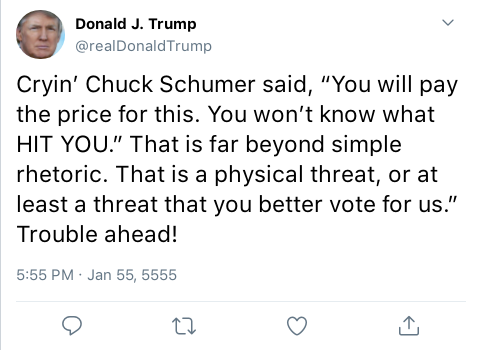 Donald J. Trump
@realDonaldTrump
Cryin’ Chuck Schumer said, “You will pay
the price for this. You won’t know what
HIT YOU.” That is far beyond simple
rhetoric. That is a physical threat, or at
least a threat that you better vote for us.”
Trouble ahead!
5:55 PM · Jan 55, 5555